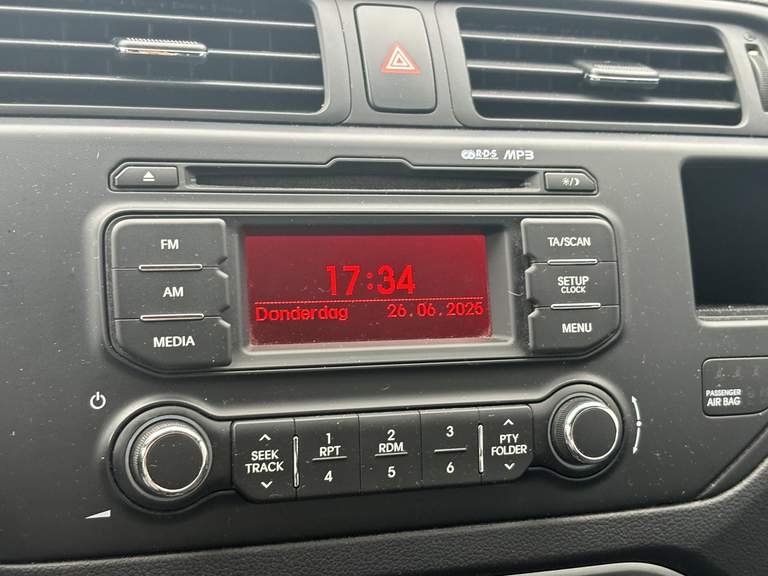 R·D·S MP3
FM
AM
MEDIA
17:34
Donderdag 26.06.2025
TA/SCAN
SETUP
CLOCK
MENU
PASSENGER
AIR BAG
SEEK
TRACK
1
RPT
4
2
RDM
5
3
6
PTY
FOLDER